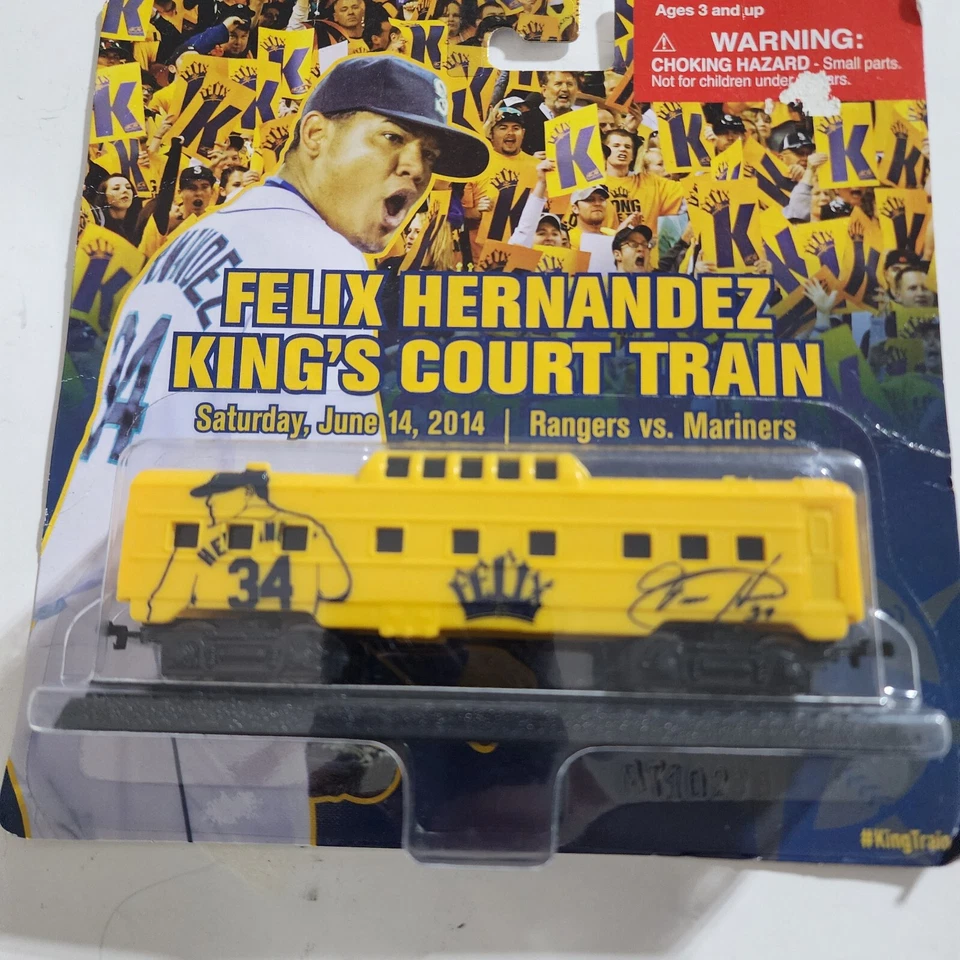 Ages 3 and up
⚠ WARNING:
CHOKING HAZARD - Small parts.
Not for children under
K
K
K
K
K
K
K
S
FELIX HERNANDEZ
KING'S COURT TRAIN
Saturday, June 14, 2014 | Rangers vs. Mariners
34
34
FELIX
34
#KingTrain